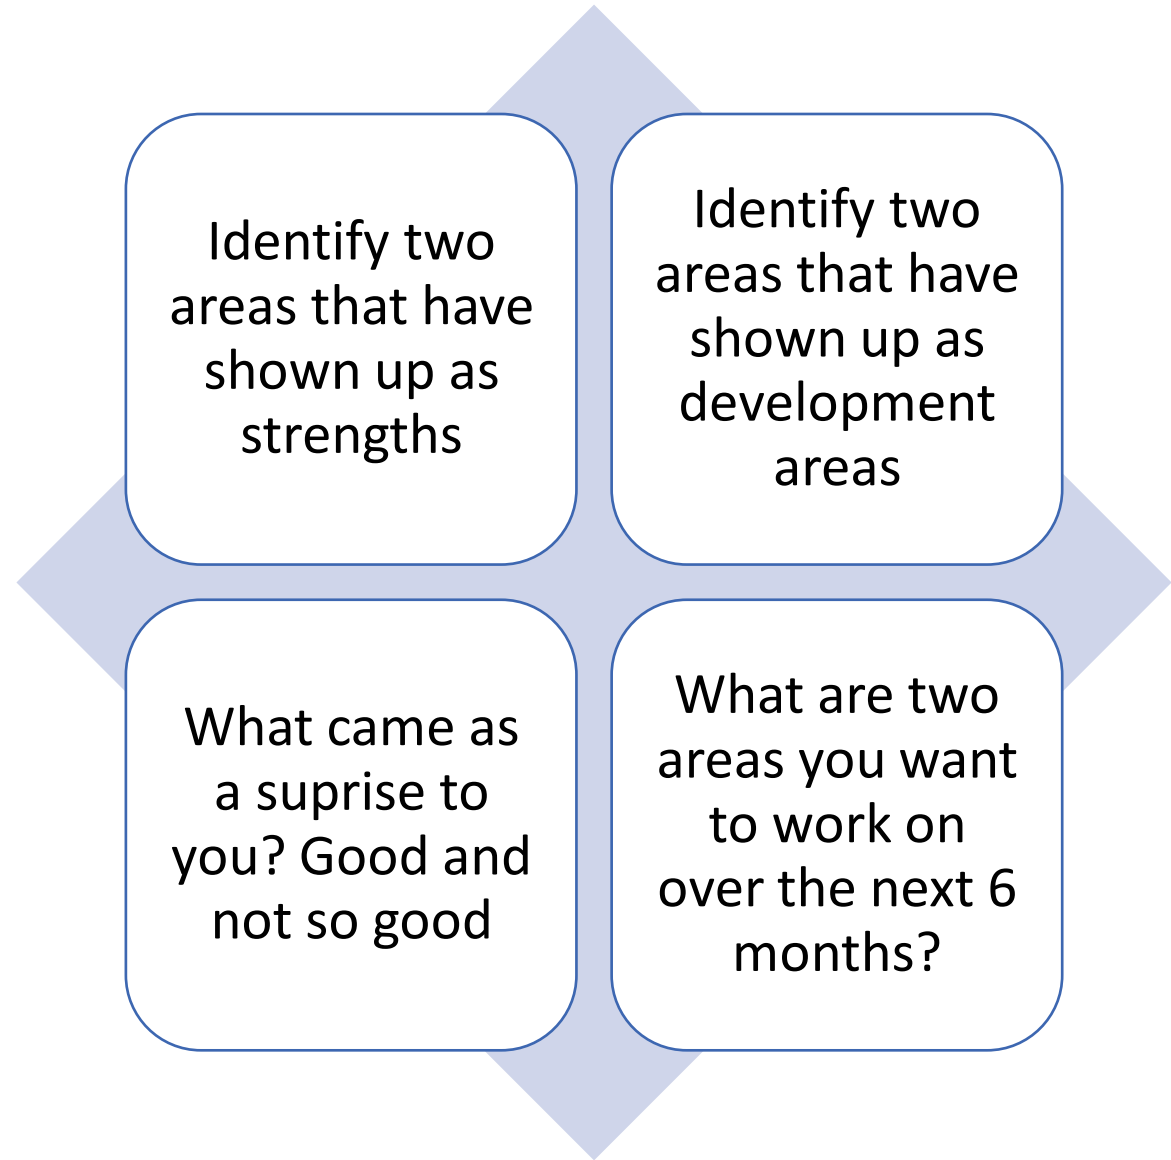 Identify two
areas that have
shown up as
strengths
Identify two
areas that have
shown up as
development
areas
What came as
a suprise to
you? Good and
not so good
What are two
areas you want
to work on
over the next 6
months?